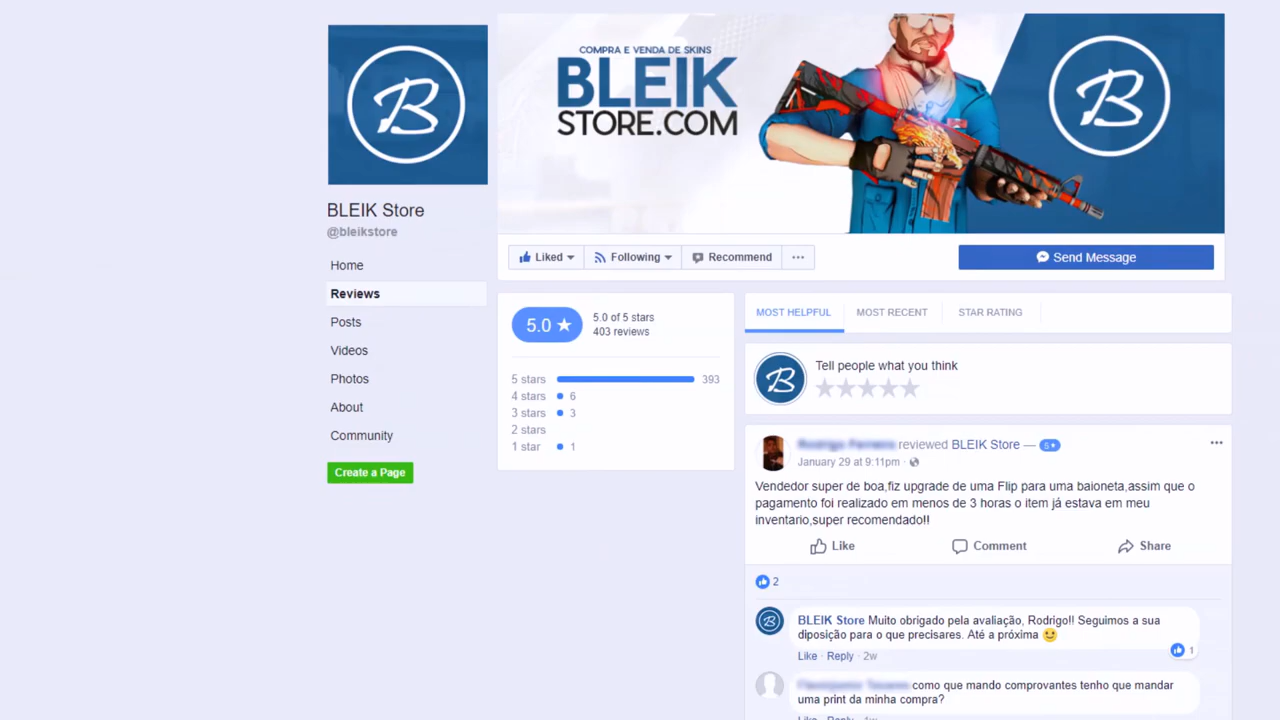 COMPRA E VENDA DE SKINS
BLEIK
STORE.COM
B
B
BLEIK Store
@bleikstore
Home
Reviews
Posts
Videos
Photos
About
Community
Create a Page
Liked
Following
Recommend
Send Message
5.0 ★
5.0 of 5 stars
403 reviews
5 stars 393
4 stars 6
3 stars 3
2 stars
1 star 1
MOST HELPFUL
MOST RECENT
STAR RATING
B
Tell people what you think
reviewed BLEIK Store — 5★
January 29 at 9:11pm ·
Vendedor super de boa,fiz upgrade de uma Flip para uma baioneta,assim que o
pagamento foi realizado em menos de 3 horas o item já estava em meu
inventario,super recomendado!!
Like
Comment
Share
2
B
BLEIK Store Muito obrigado pela avaliação, Rodrigo!! Seguimos a sua
diposição para o que precisares. Até a próxima 🙂
Like · Reply · 2w
1
como que mando comprovantes tenho que mandar
uma print da minha compra?
Like · Reply · 1w